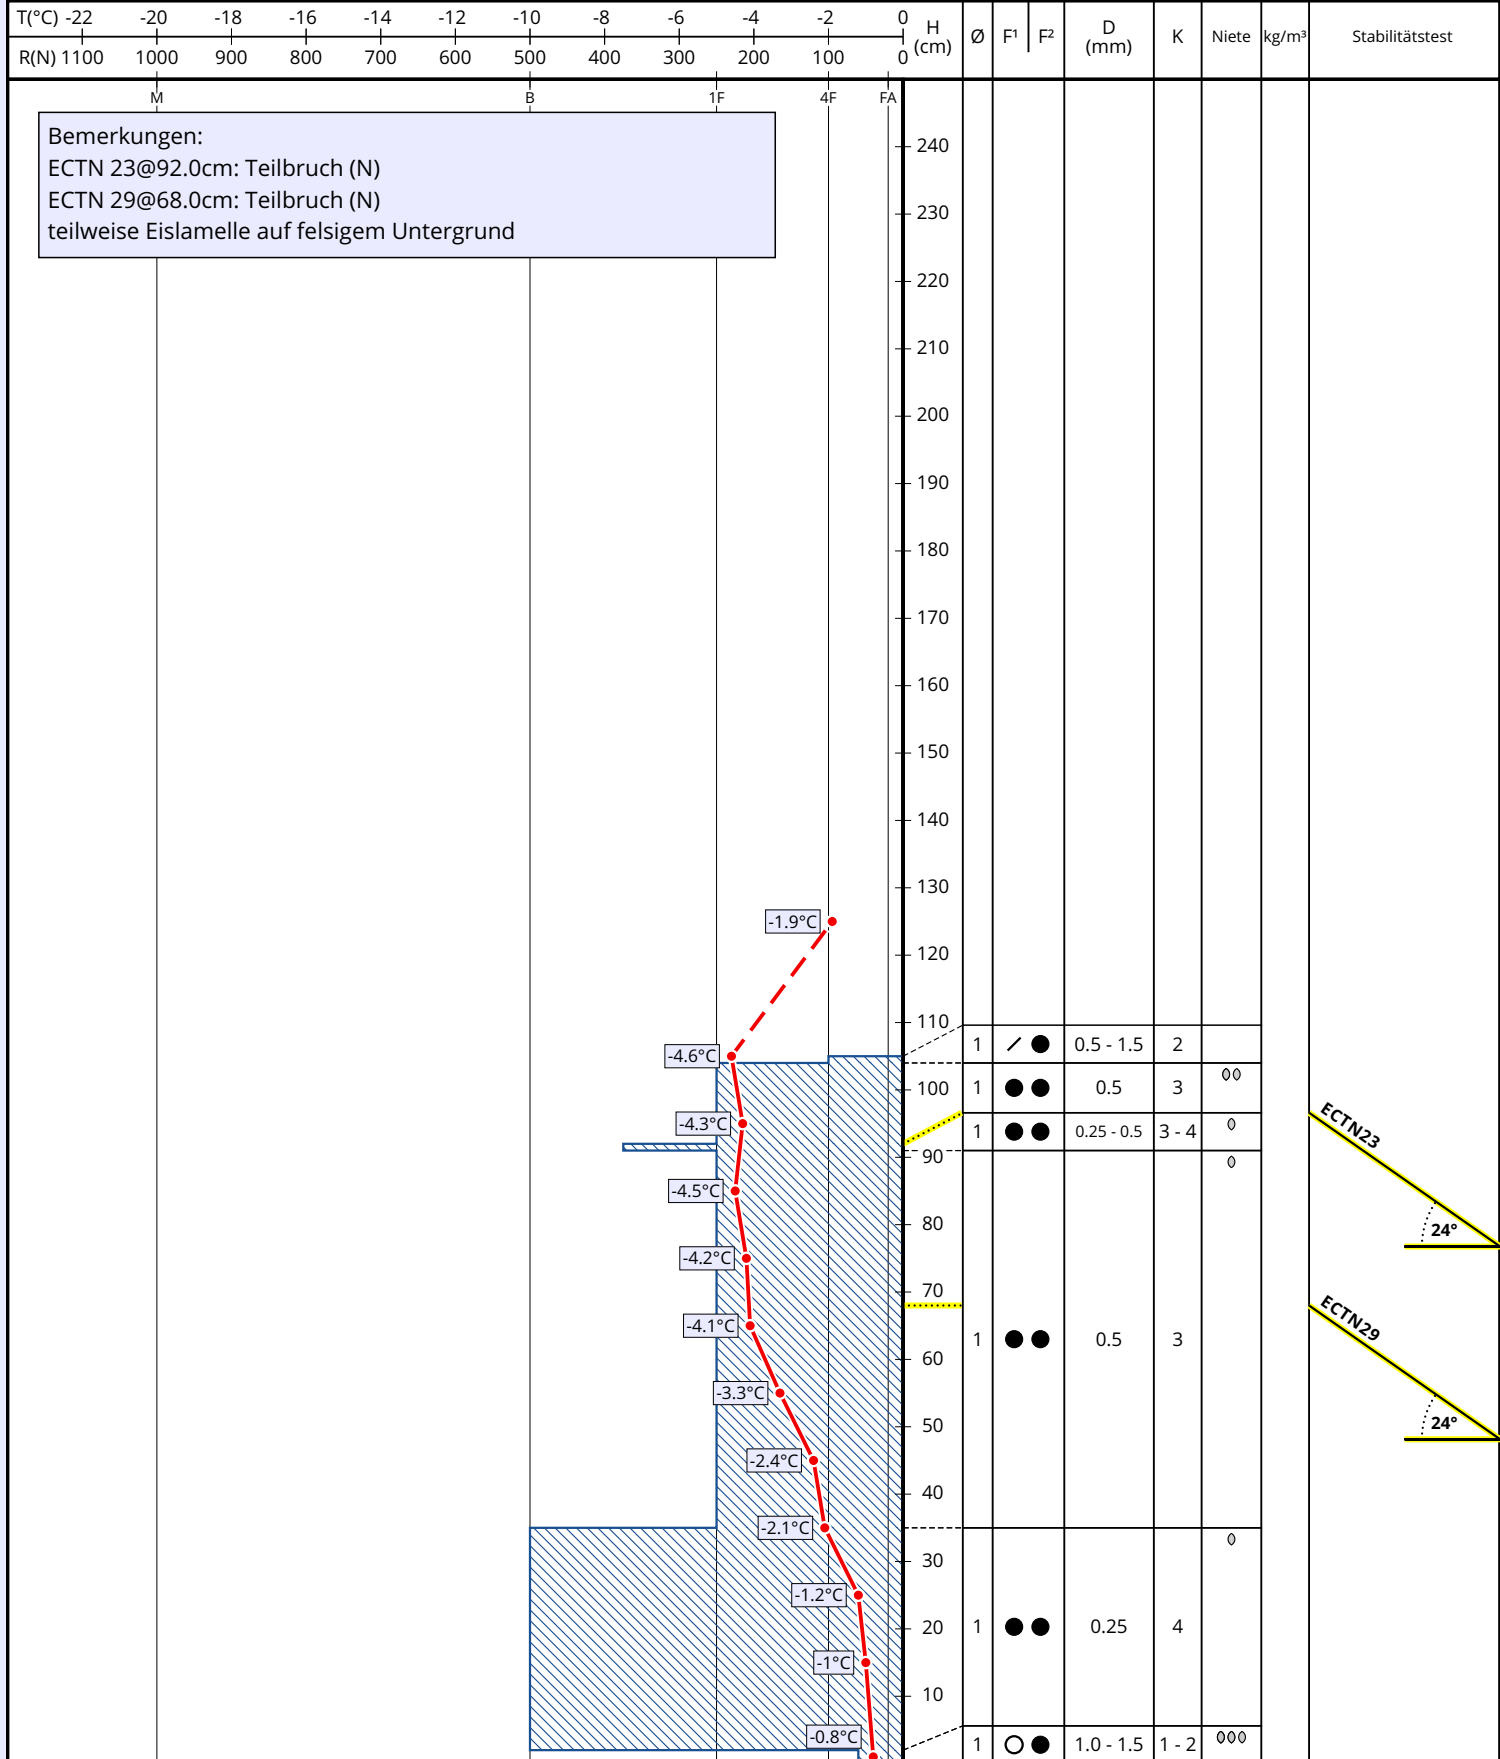 T(°C) -22 -20 -18 -16 -14 -12 -10 -8 -6 -4 -2 0
R(N) 1100 1000 900 800 700 600 500 400 300 200 100 0
H (cm) Ø F¹ F² D (mm) K Niete kg/m³ Stabilitätstest
M B 1F 4F FA
Bemerkungen:
ECTN 23@92.0cm: Teilbruch (N)
ECTN 29@68.0cm: Teilbruch (N)
teilweise Eislamelle auf felsigem Untergrund
240
230
220
210
200
190
180
170
160
150
140
130
-1.9°C
120
110
1 0.5 - 1.5 2
-4.6°C
100 1 0.5 3
-4.3°C
1 0.25 - 0.5 3 - 4 ECTN23
90
-4.5°C
80 24°
-4.2°C
70
-4.1°C ECTN29
1 0.5 3
60
-3.3°C
50 24°
-2.4°C
40
-2.1°C
30
-1.2°C
20 1 0.25 4
-1°C
10
-0.8°C
1 1.0 - 1.5 1 - 2